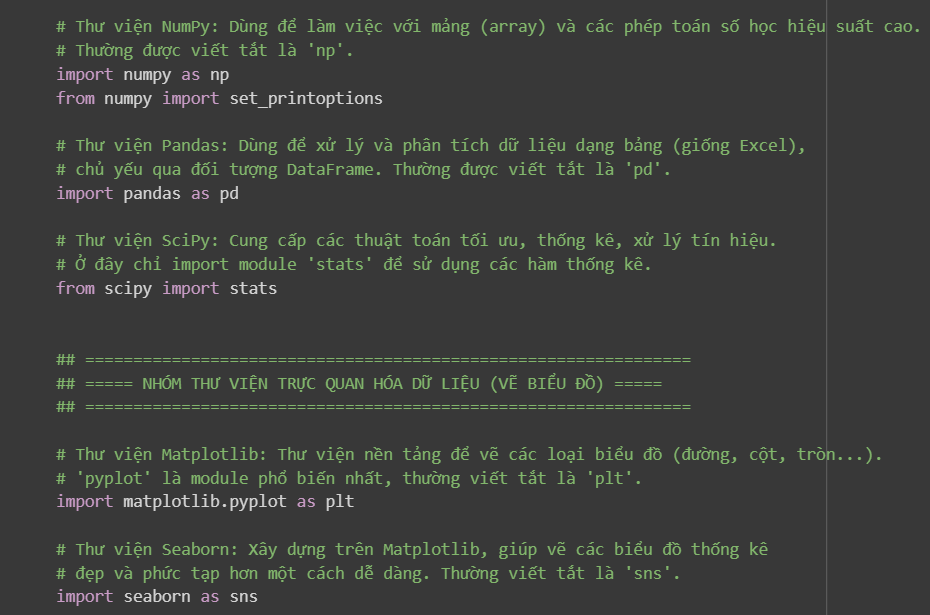 # Thư viện NumPy: Dùng để làm việc với mảng (array) và các phép toán số học hiệu suất cao.
# Thường được viết tắt là 'np'.
import numpy as np
from numpy import set_printoptions
# Thư viện Pandas: Dùng để xử lý và phân tích dữ liệu dạng bảng (giống Excel),
# chủ yếu qua đối tượng DataFrame. Thường được viết tắt là 'pd'.
import pandas as pd
# Thư viện SciPy: Cung cấp các thuật toán tối ưu, thống kê, xử lý tín hiệu.
# Ở đây chỉ import module 'stats' để sử dụng các hàm thống kê.
from scipy import stats
## ===============================================================
## ===== NHÓM THƯ VIỆN TRỰC QUAN HÓA DỮ LIỆU (VẼ BIỂU ĐỒ) =====
## ===============================================================
# Thư viện Matplotlib: Thư viện nền tảng để vẽ các loại biểu đồ (đường, cột, tròn...).
# 'pyplot' là module phổ biến nhất, thường viết tắt là 'plt'.
import matplotlib.pyplot as plt
# Thư viện Seaborn: Xây dựng trên Matplotlib, giúp vẽ các biểu đồ thống kê
# đẹp và phức tạp hơn một cách dễ dàng. Thường viết tắt là 'sns'.
import seaborn as sns